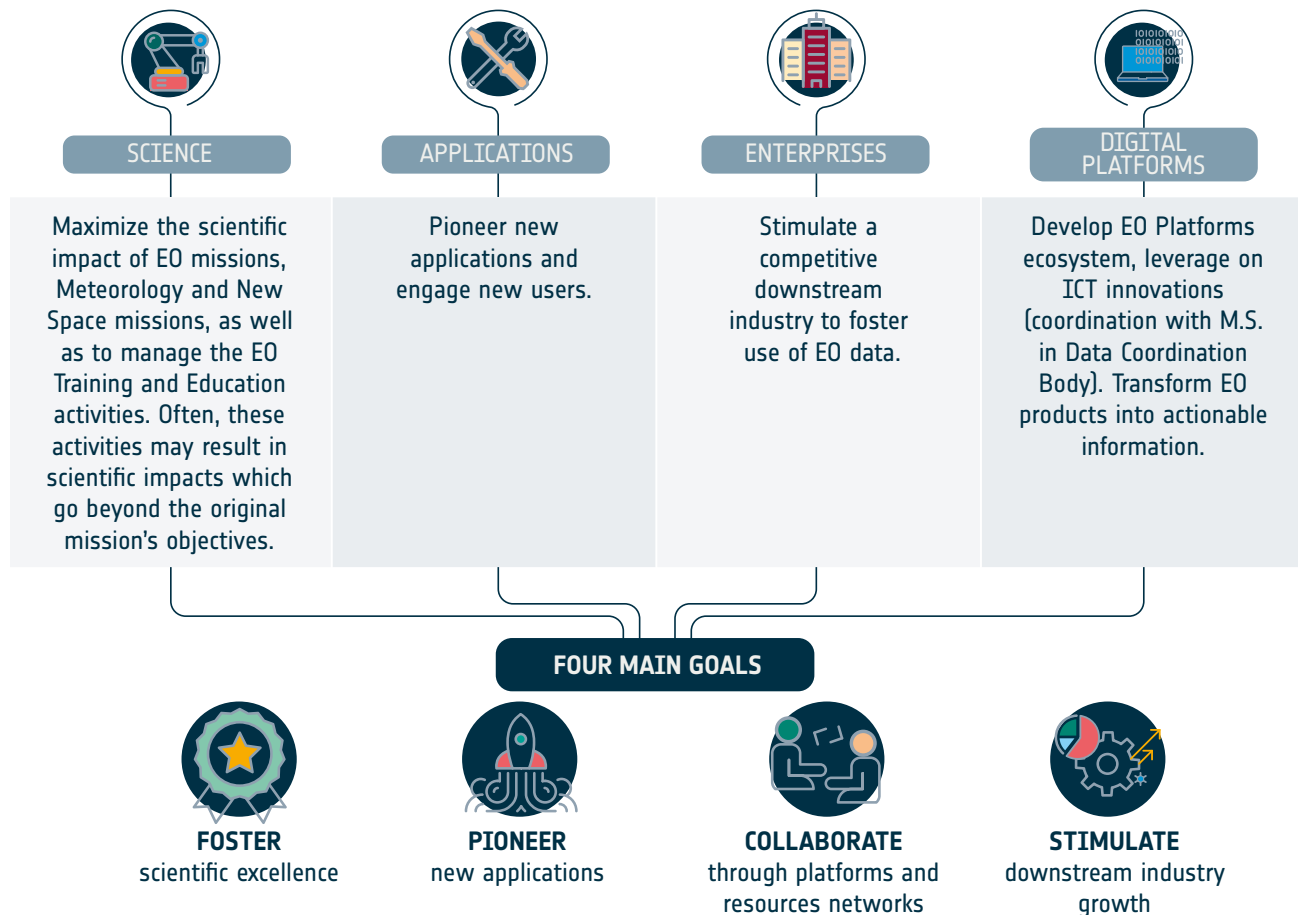 1010101010
0101010101
1010101010
0101010101
SCIENCE
APPLICATIONS
ENTERPRISES
DIGITAL
PLATFORMS
Maximize the scientific
impact of EO missions,
Meteorology and New
Space missions, as well
as to manage the EO
Training and Education
activities. Often, these
activities may result in
scientific impacts which
go beyond the original
mission's objectives.
Pioneer new
applications and
engage new users.
Stimulate a
competitive
downstream
industry to foster
use of EO data.
Develop EO Platforms
ecosystem, leverage on
ICT innovations
(coordination with M.S.
in Data Coordination
Body). Transform EO
products into actionable
information.
FOUR MAIN GOALS
FOSTER
scientific excellence
PIONEER
new applications
COLLABORATE
through platforms and
resources networks
STIMULATE
downstream industry
growth